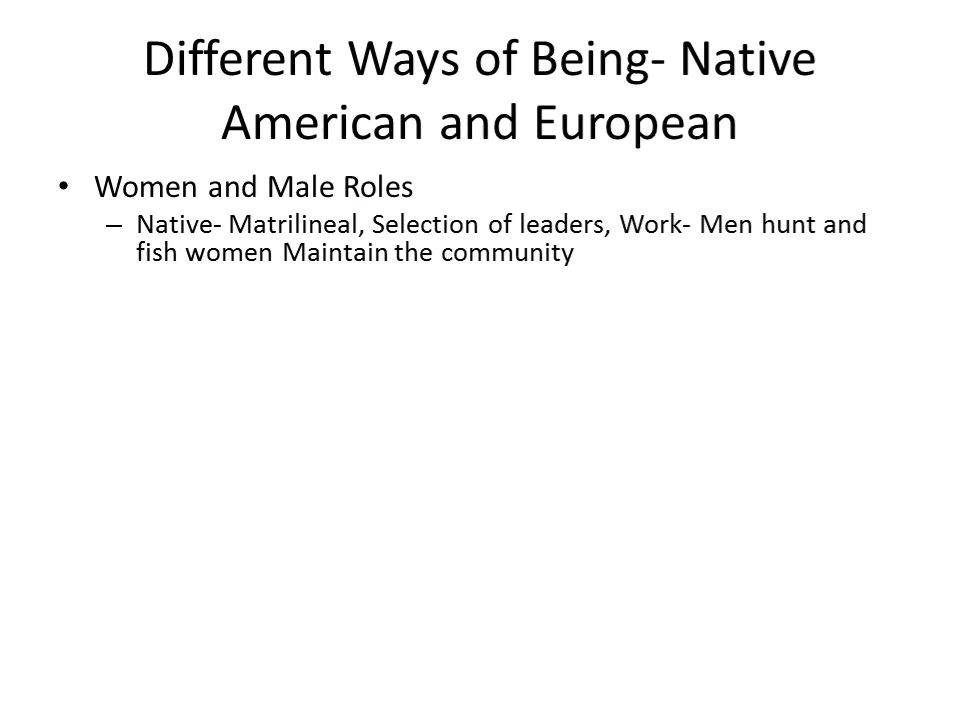 Different Ways of Being- Native
American and European
• Women and Male Roles
– Native- Matrilineal, Selection of leaders, Work- Men hunt and
fish women Maintain the community